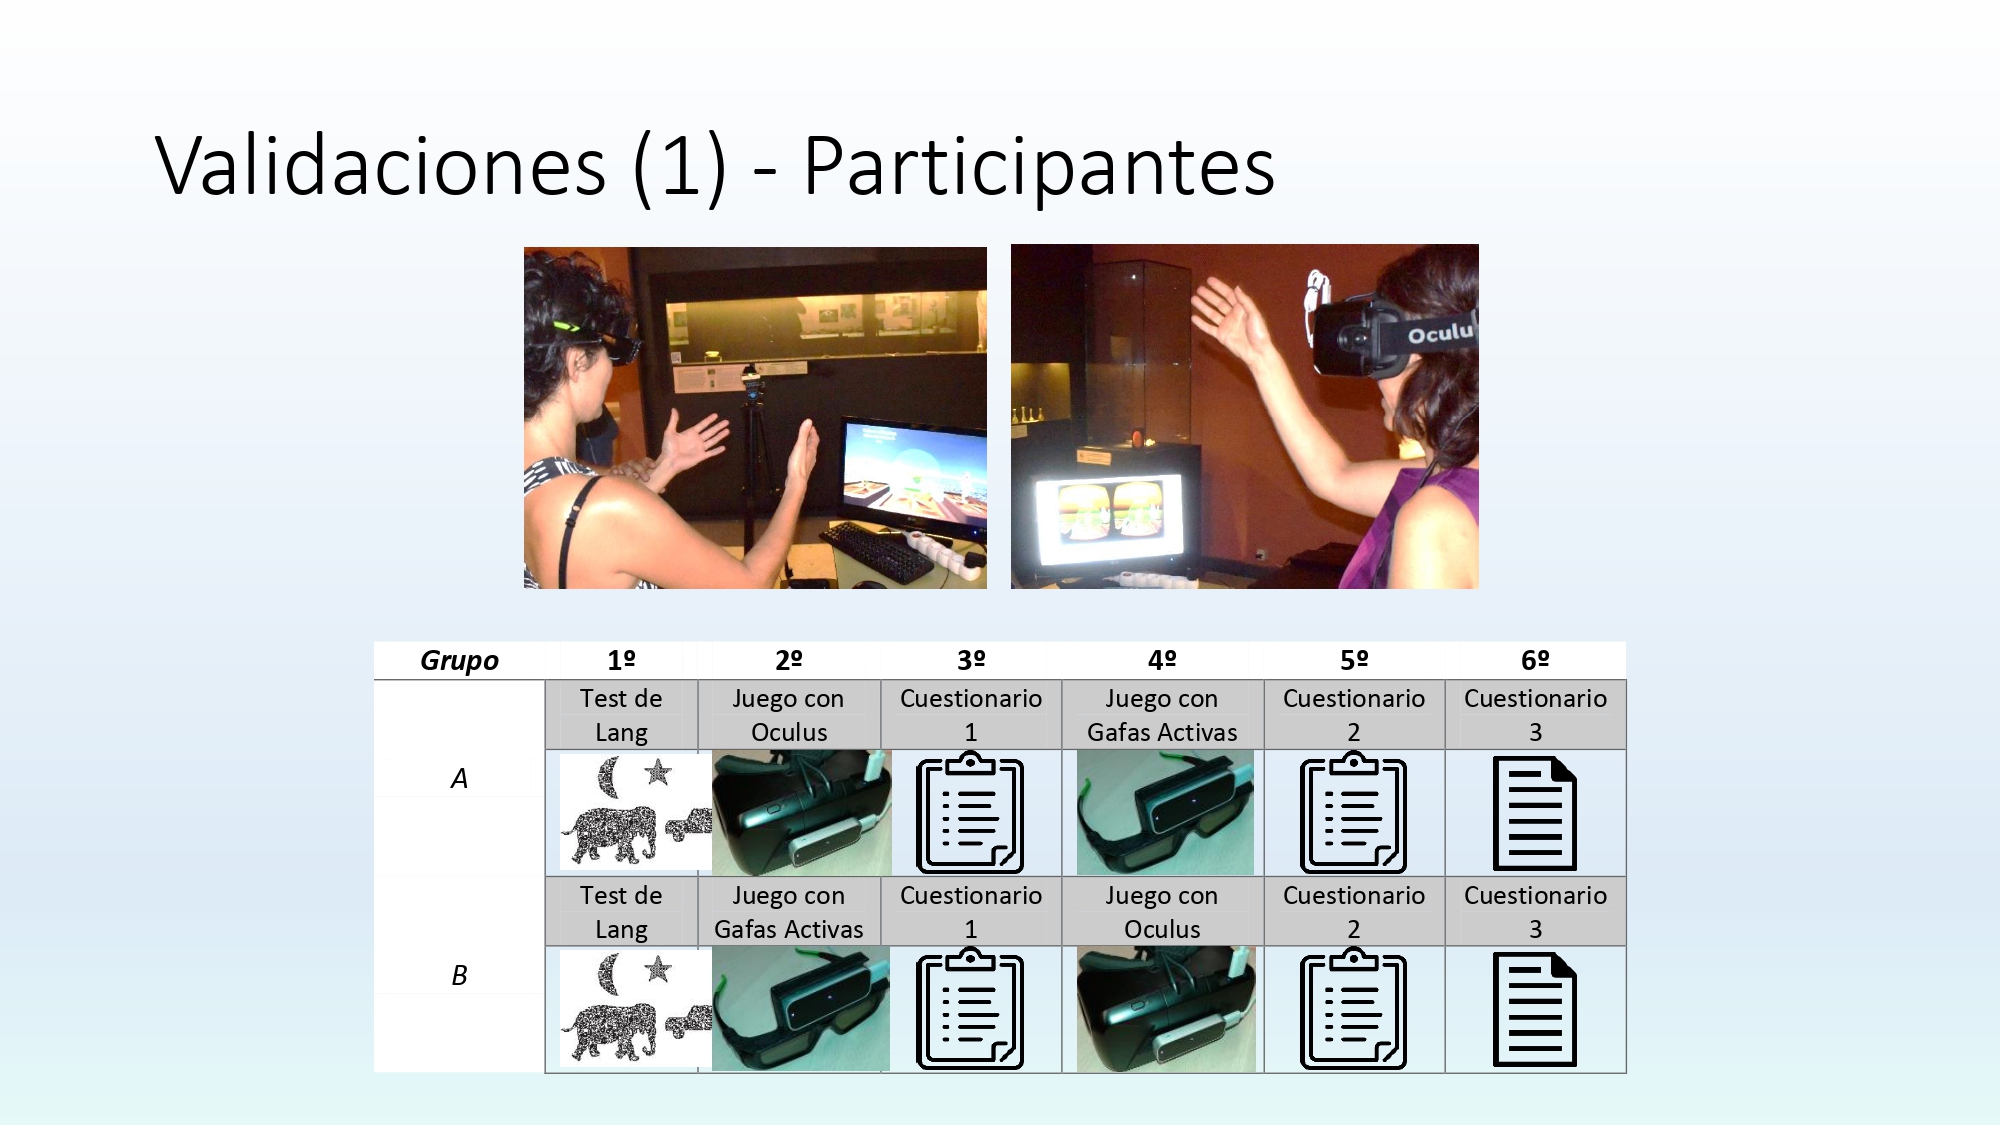 Validaciones (1) - Participantes
Oculu
Grupo 1º 2º 3º 4º 5º 6º
Test de Lang Juego con Oculus Cuestionario 1 Juego con Gafas Activas Cuestionario 2 Cuestionario 3
A
Test de Lang Juego con Gafas Activas Cuestionario 1 Juego con Oculus Cuestionario 2 Cuestionario 3
B